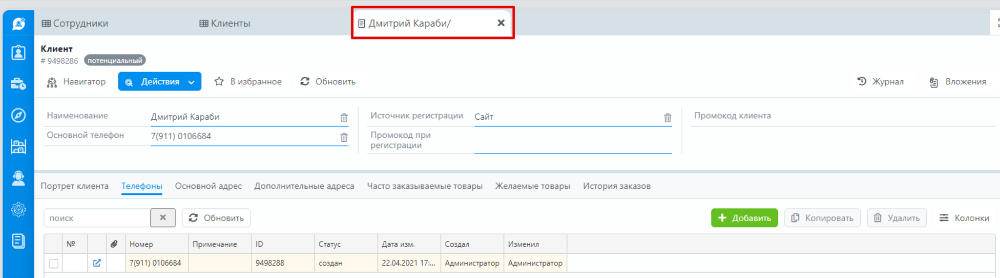 Сотрудники
Клиенты
Дмитрий Караби/
Клиент
# 9498286 потенциальный
Навигатор
Действия
В избранное
Обновить
Журнал
Вложения
Наименование Дмитрий Караби
Основной телефон 7(911) 0106684
Источник регистрации Сайт
Промокод при
регистрации
Промокод клиента
Портрет клиента Телефоны Основной адрес Дополнительные адреса Часто заказываемые товары Желаемые товары История заказов
поиск Обновить Добавить Копировать Удалить Колонки
№ Номер Примечание ID Статус Дата изм. Создал Изменил
7(911) 0106684 9498288 создан 22.04.2021 17:... Администратор Администратор